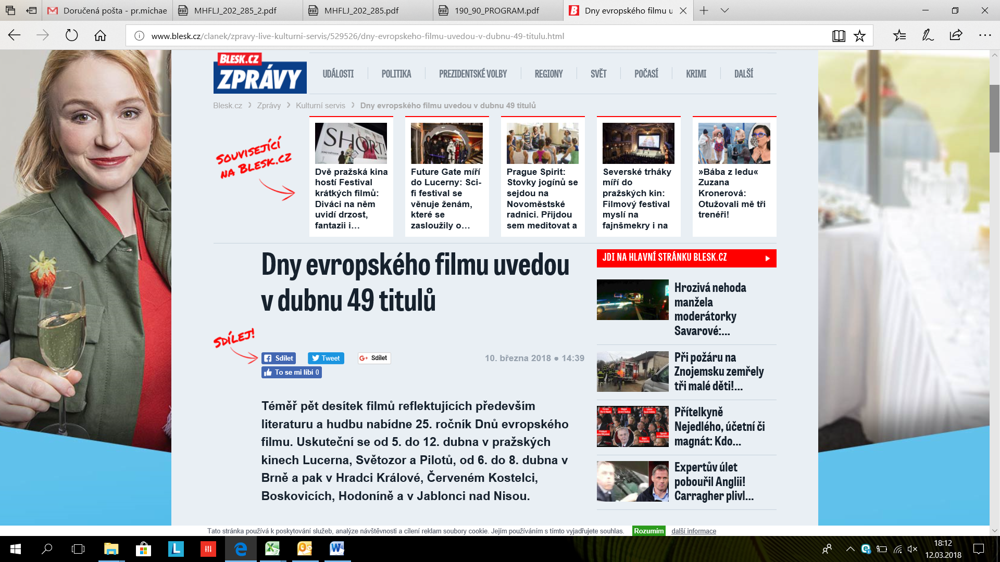 Doručená pošta - pr.michae
MHFLJ_202_285_2.pdf
MHFLJ_202_285.pdf
190_90_PROGRAM.pdf
Dny evropského filmu u
www.blesk.cz/clanek/zpravy-live-kulturni-servis/529526/dny-evropskeho-filmu-uvedou-v-dubnu-49-titulu.html
BLESK.CZ
ZPRÁVY
UDÁLOSTI
POLITIKA
PREZIDENTSKÉ VOLBY
REGIONY
SVĚT
POČASÍ
KRIMI
DALŠÍ
Blesk.cz > Zprávy > Kulturní servis > Dny evropského filmu uvedou v dubnu 49 titulů
SOUVISEJÍCÍ
NA BLESK.CZ
SHORT
Dvě pražská kina
hostí Festival
krátkých filmů:
Diváci na něm
uvidí drzost,
fantazii i...
Future Gate míří
do Lucerny: Sci-
fi festival se
věnuje ženám,
které se
zasloužily o...
Prague Spirit:
Stovky jogínů se
sejdou na
Novoměstské
radnici. Přijdou
sem meditovat a
Severské trháky
míří do
pražských kin:
Filmový festival
myslí na
fajnšmekry i na
»Bába z ledu«
Zuzana
Kronerová:
Otužovali mě tři
trenéři!
Dny evropského filmu uvedou
v dubnu 49 titulů
SDÍLEJ!
Sdílet
Tweet
G+ Sdílet
10. března 2018 ● 14:39
To se mi líbí 0
Téměř pět desítek filmů reflektujících především
literaturu a hudbu nabídne 25. ročník Dnů evropského
filmu. Uskuteční se od 5. do 12. dubna v pražských
kinech Lucerna, Světozor a Pilotů, od 6. do 8. dubna v
Brně a pak v Hradci Králové, Červeném Kostelci,
Boskovicích, Hodoníně a v Jablonci nad Nisou.
JDI NA HLAVNÍ STRÁNKU BLESK.CZ
Hrozivá nehoda
manžela
moderátorky
Savarové:...
Při požáru na
Znojemsku zemřely
tři malé děti!...
Přítelkyně
Nejedlého, účetní či
magnát: Kdo...
Expertův úlet
pobouřil Anglii!
Carragher plivl...
Tato stránka používá k poskytování služeb, analýze návštěvnosti a cílení reklam soubory cookie. Jejím používáním s tímto vyjadřujete souhlas.
Rozumím
další informace
18:12
12.03.2018